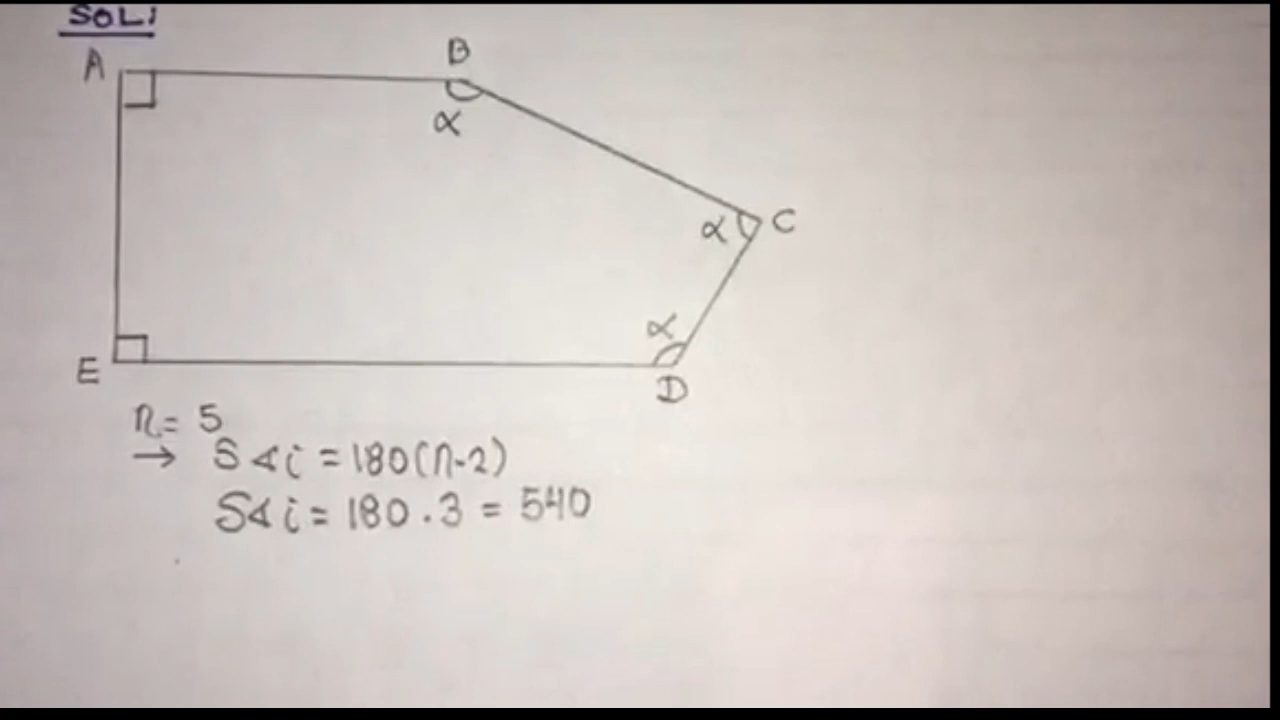 SOL:
A
B
α
α C
α
E
D
n= 5
→ S∢i = 180(n-2)
S∢i = 180 . 3 = 540